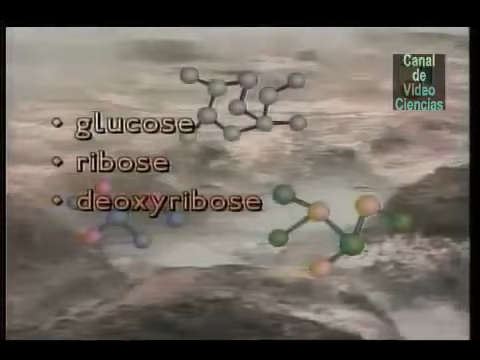 Canal
de
Video
Ciencias
• glucose
• ribose
• deoxyribose